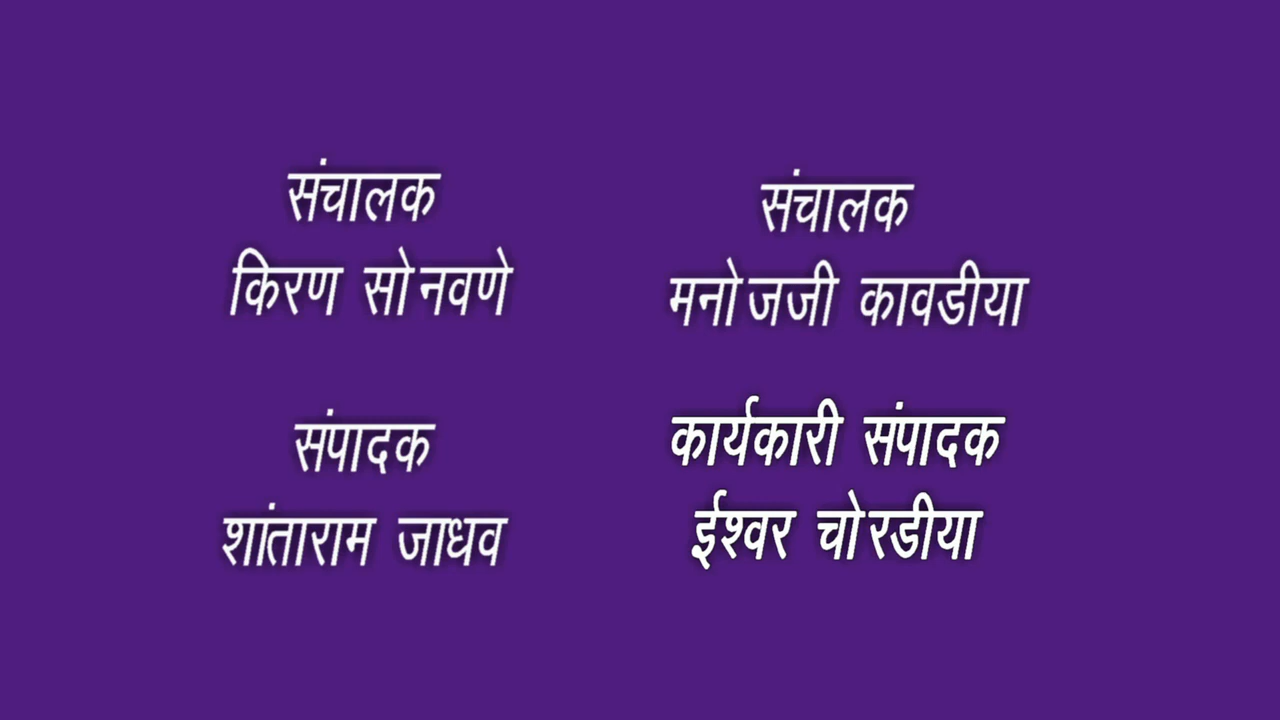 संचालक
किरण सोनवणे
संचालक
मनोजजी कावडीया
संपादक
शांताराम जाधव
कार्यकारी संपादक
ईश्वर चोरडीया